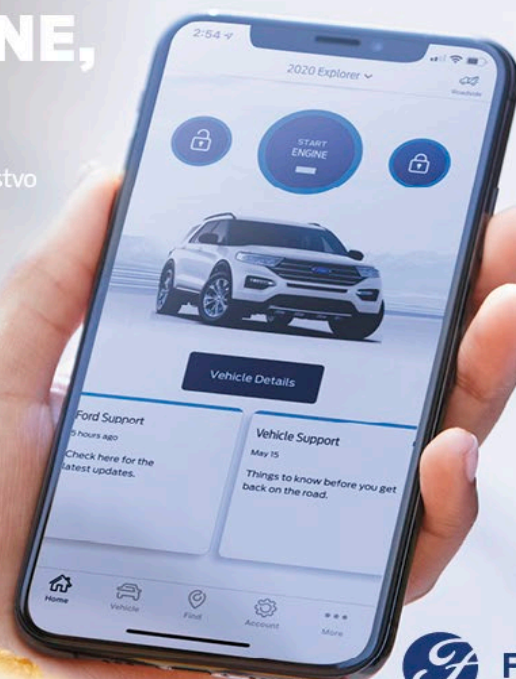 NE,
tvo
2:54
2020 Explorer
Roadside
START
ENGINE
Vehicle Details
Ford Support
5 hours ago
Check here for the
latest updates.
Vehicle Support
May 15
Things to know before you get
back on the road.
Home
Vehicle
Find
Account
More
F